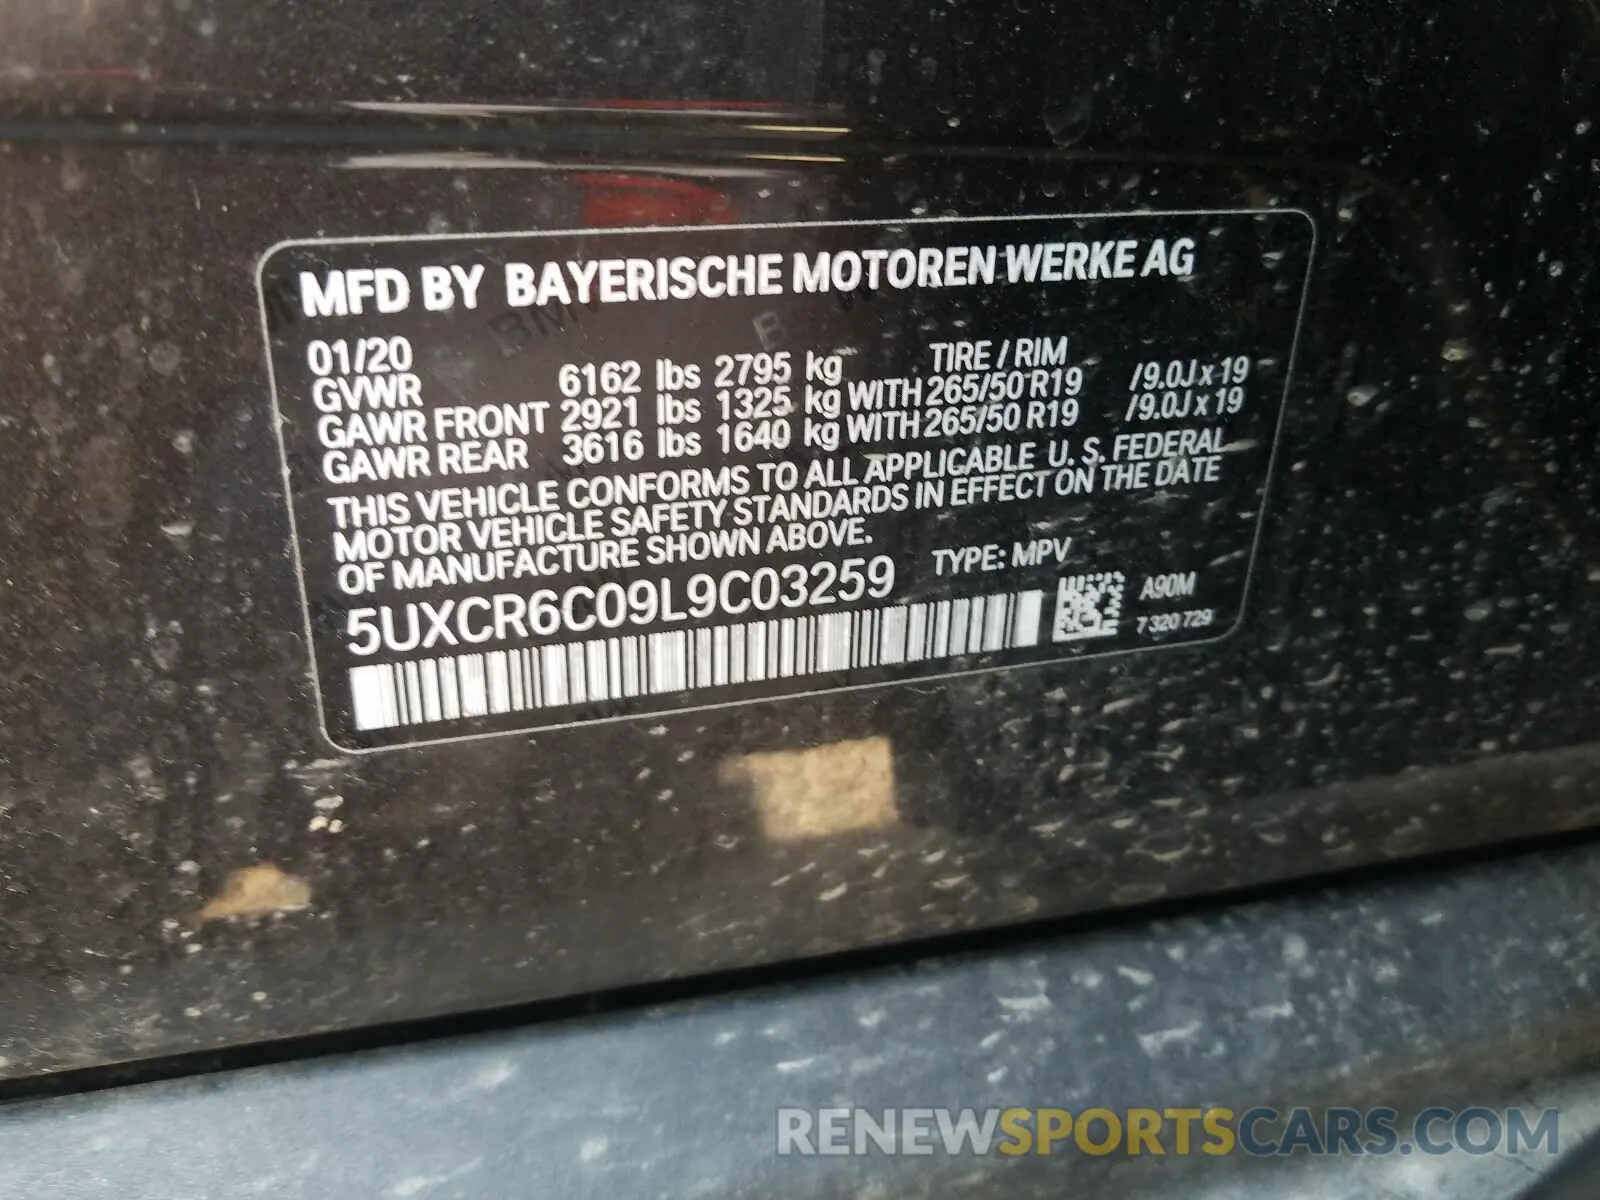 MFD BY BAYERISCHE MOTOREN WERKE AG
01/20 TIRE / RIM
GVWR 6162 lbs 2795 kg
GAWR FRONT 2921 lbs 1325 kg WITH 265/50 R19 /9.0J x 19
GAWR REAR 3616 lbs 1640 kg WITH 265/50 R19 /9.0J x 19
THIS VEHICLE CONFORMS TO ALL APPLICABLE U. S. FEDERAL
MOTOR VEHICLE SAFETY STANDARDS IN EFFECT ON THE DATE
OF MANUFACTURE SHOWN ABOVE.
5UXCR6C09L9C03259 TYPE: MPV
A90M
7 320 729
RENEWSPORTSCARS.COM